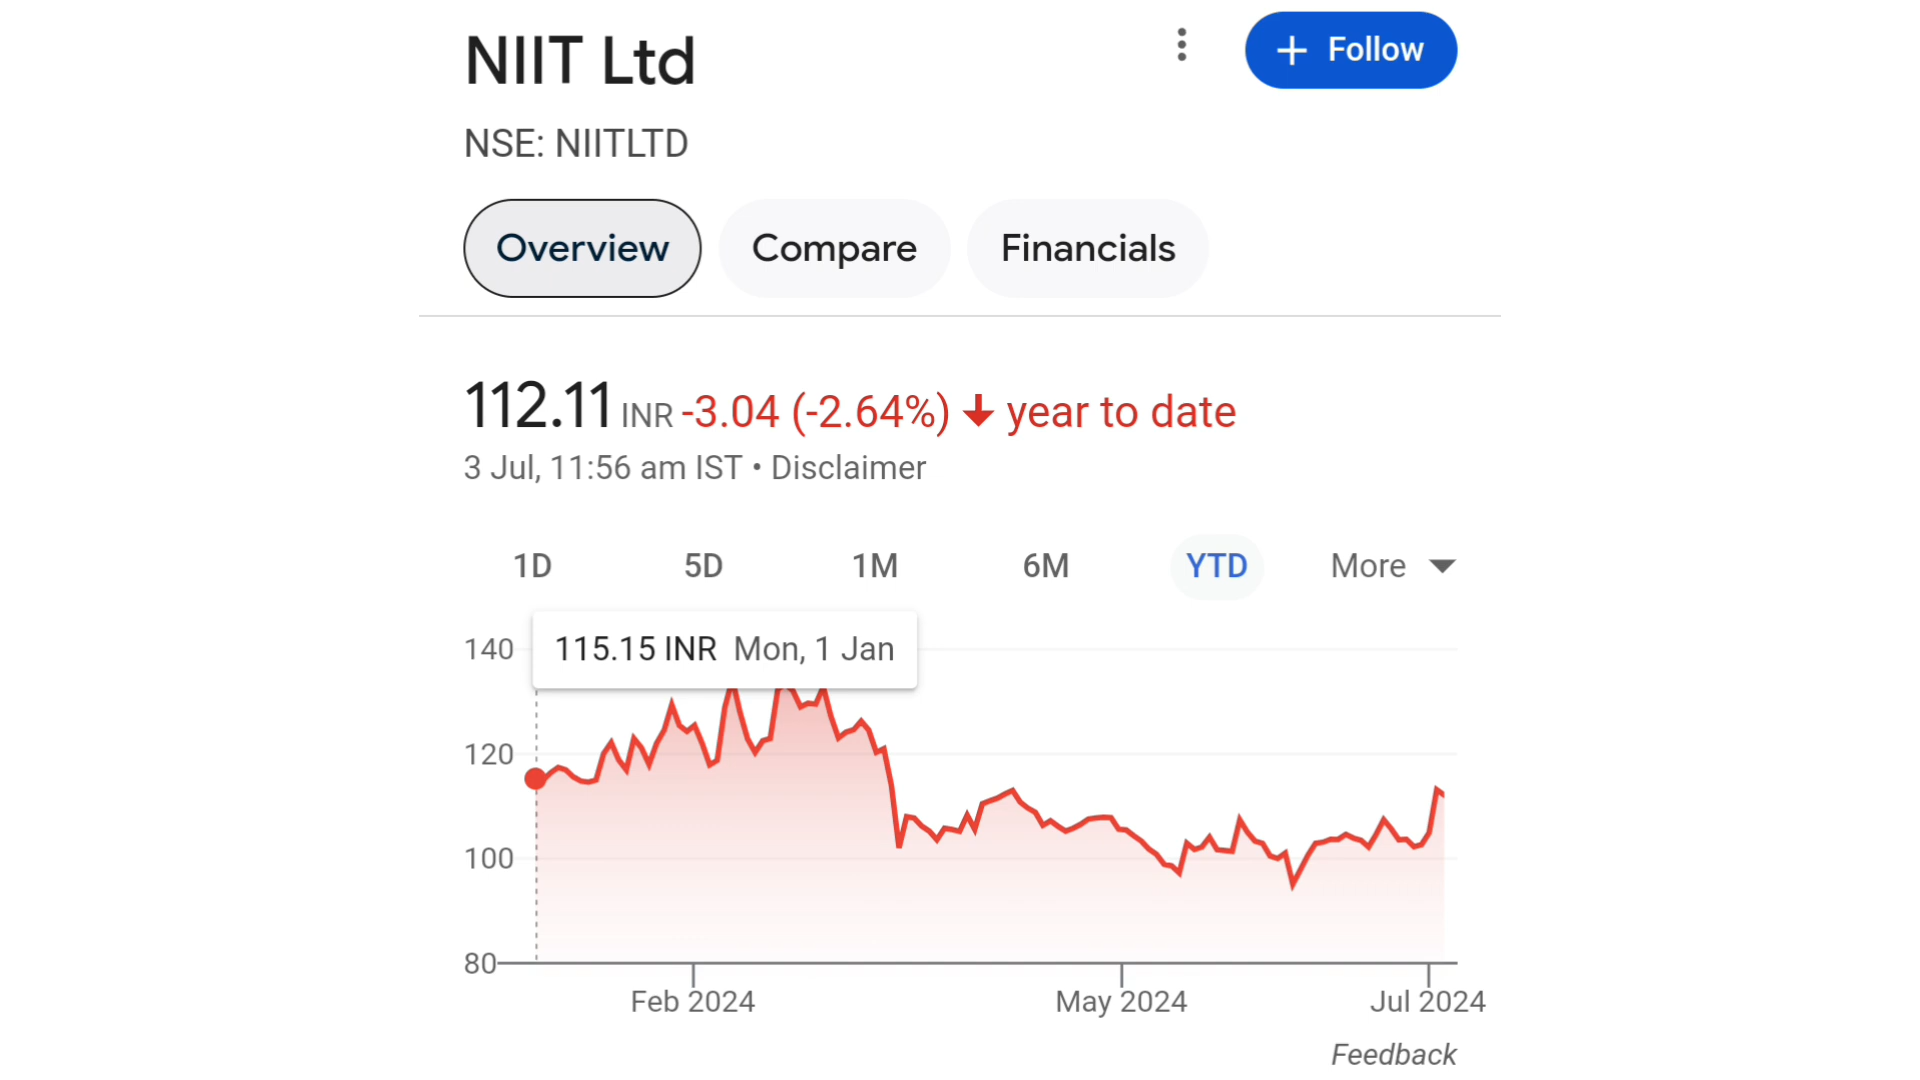 NIIT Ltd
+ Follow
NSE: NIITLTD
Overview Compare Financials
112.11 INR -3.04 (-2.64%) ↓ year to date
3 Jul, 11:56 am IST • Disclaimer
1D 5D 1M 6M YTD More
115.15 INR Mon, 1 Jan
140
120
100
80
Feb 2024 May 2024 Jul 2024
Feedback